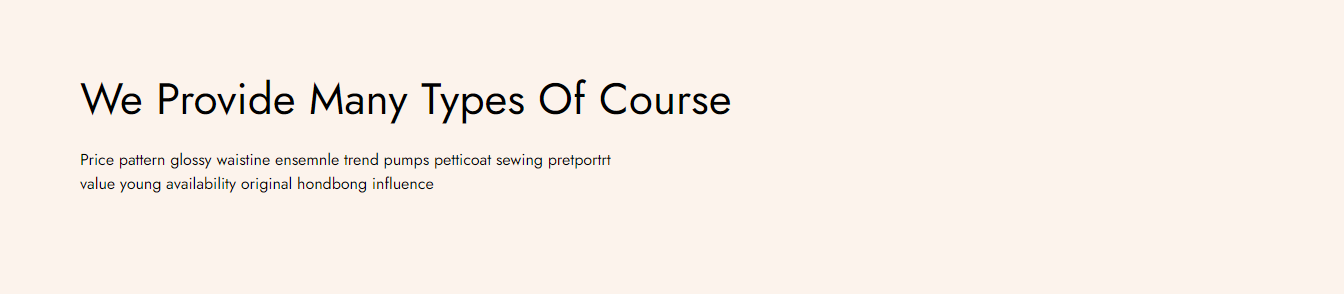 We Provide Many Types Of Course
Price pattern glossy waistine ensemnle trend pumps petticoat sewing pretportrt
value young availability original hondbong influence